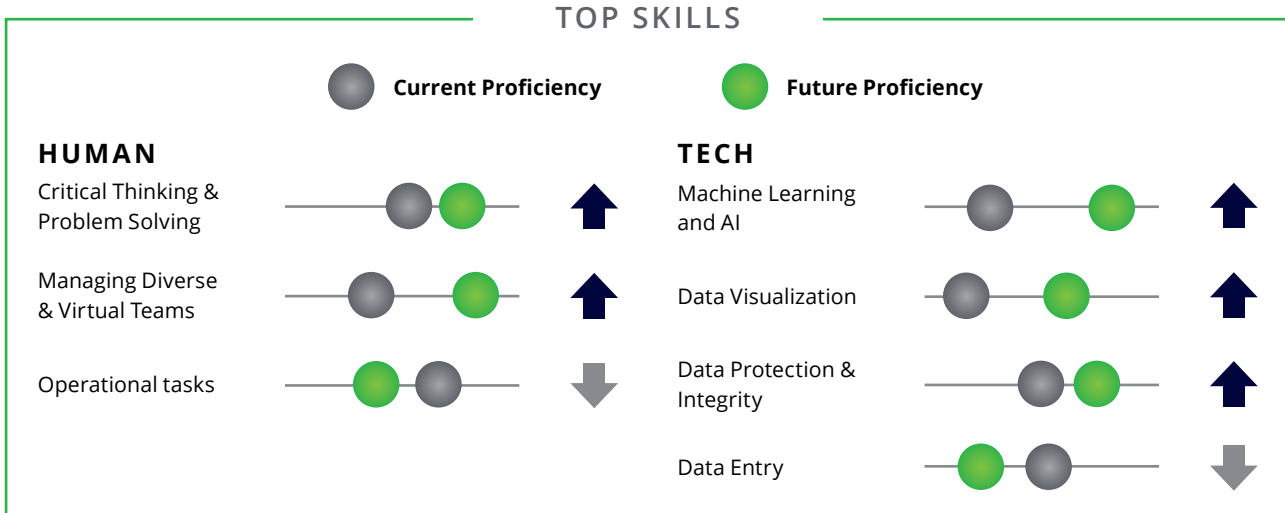 TOP SKILLS
Current Proficiency
Future Proficiency
HUMAN
Critical Thinking &
Problem Solving
Managing Diverse
& Virtual Teams
Operational tasks
TECH
Machine Learning
and AI
Data Visualization
Data Protection &
Integrity
Data Entry